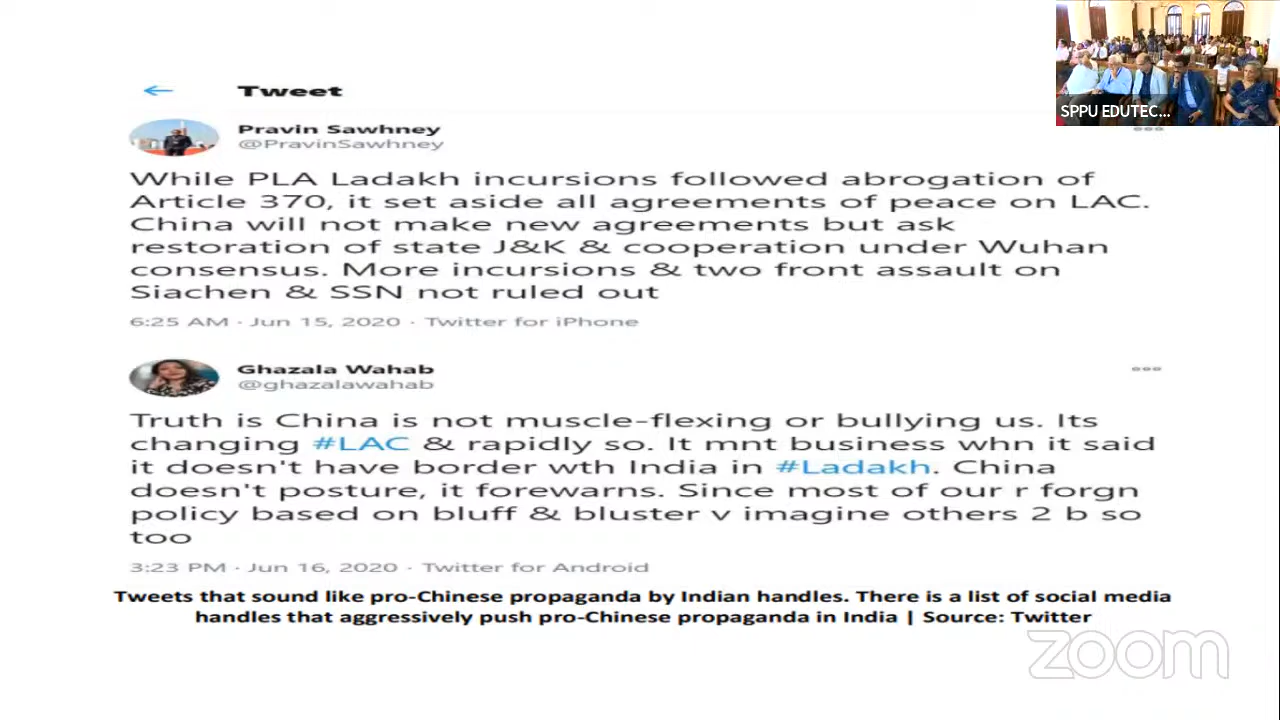 Tweet
Pravin Sawhney
@PravinSawhney
SPPU EDUTEC...
While PLA Ladakh incursions followed abrogation of
Article 370, it set aside all agreements of peace on LAC.
China will not make new agreements but ask
restoration of state J&K & cooperation under Wuhan
consensus. More incursions & two front assault on
Siachen & SSN not ruled out
6:25 AM · Jun 15, 2020 · Twitter for iPhone
Ghazala Wahab
@ghazalawahab
Truth is China is not muscle-flexing or bullying us. Its
changing #LAC & rapidly so. It mnt business whn it said
it doesn't have border wth India in #Ladakh. China
doesn't posture, it forewarns. Since most of our r forgn
policy based on bluff & bluster v imagine others 2 b so
too
3:23 PM · Jun 16, 2020 · Twitter for Android
Tweets that sound like pro-Chinese propaganda by Indian handles. There is a list of social media
handles that aggressively push pro-Chinese propaganda in India | Source: Twitter
zoom